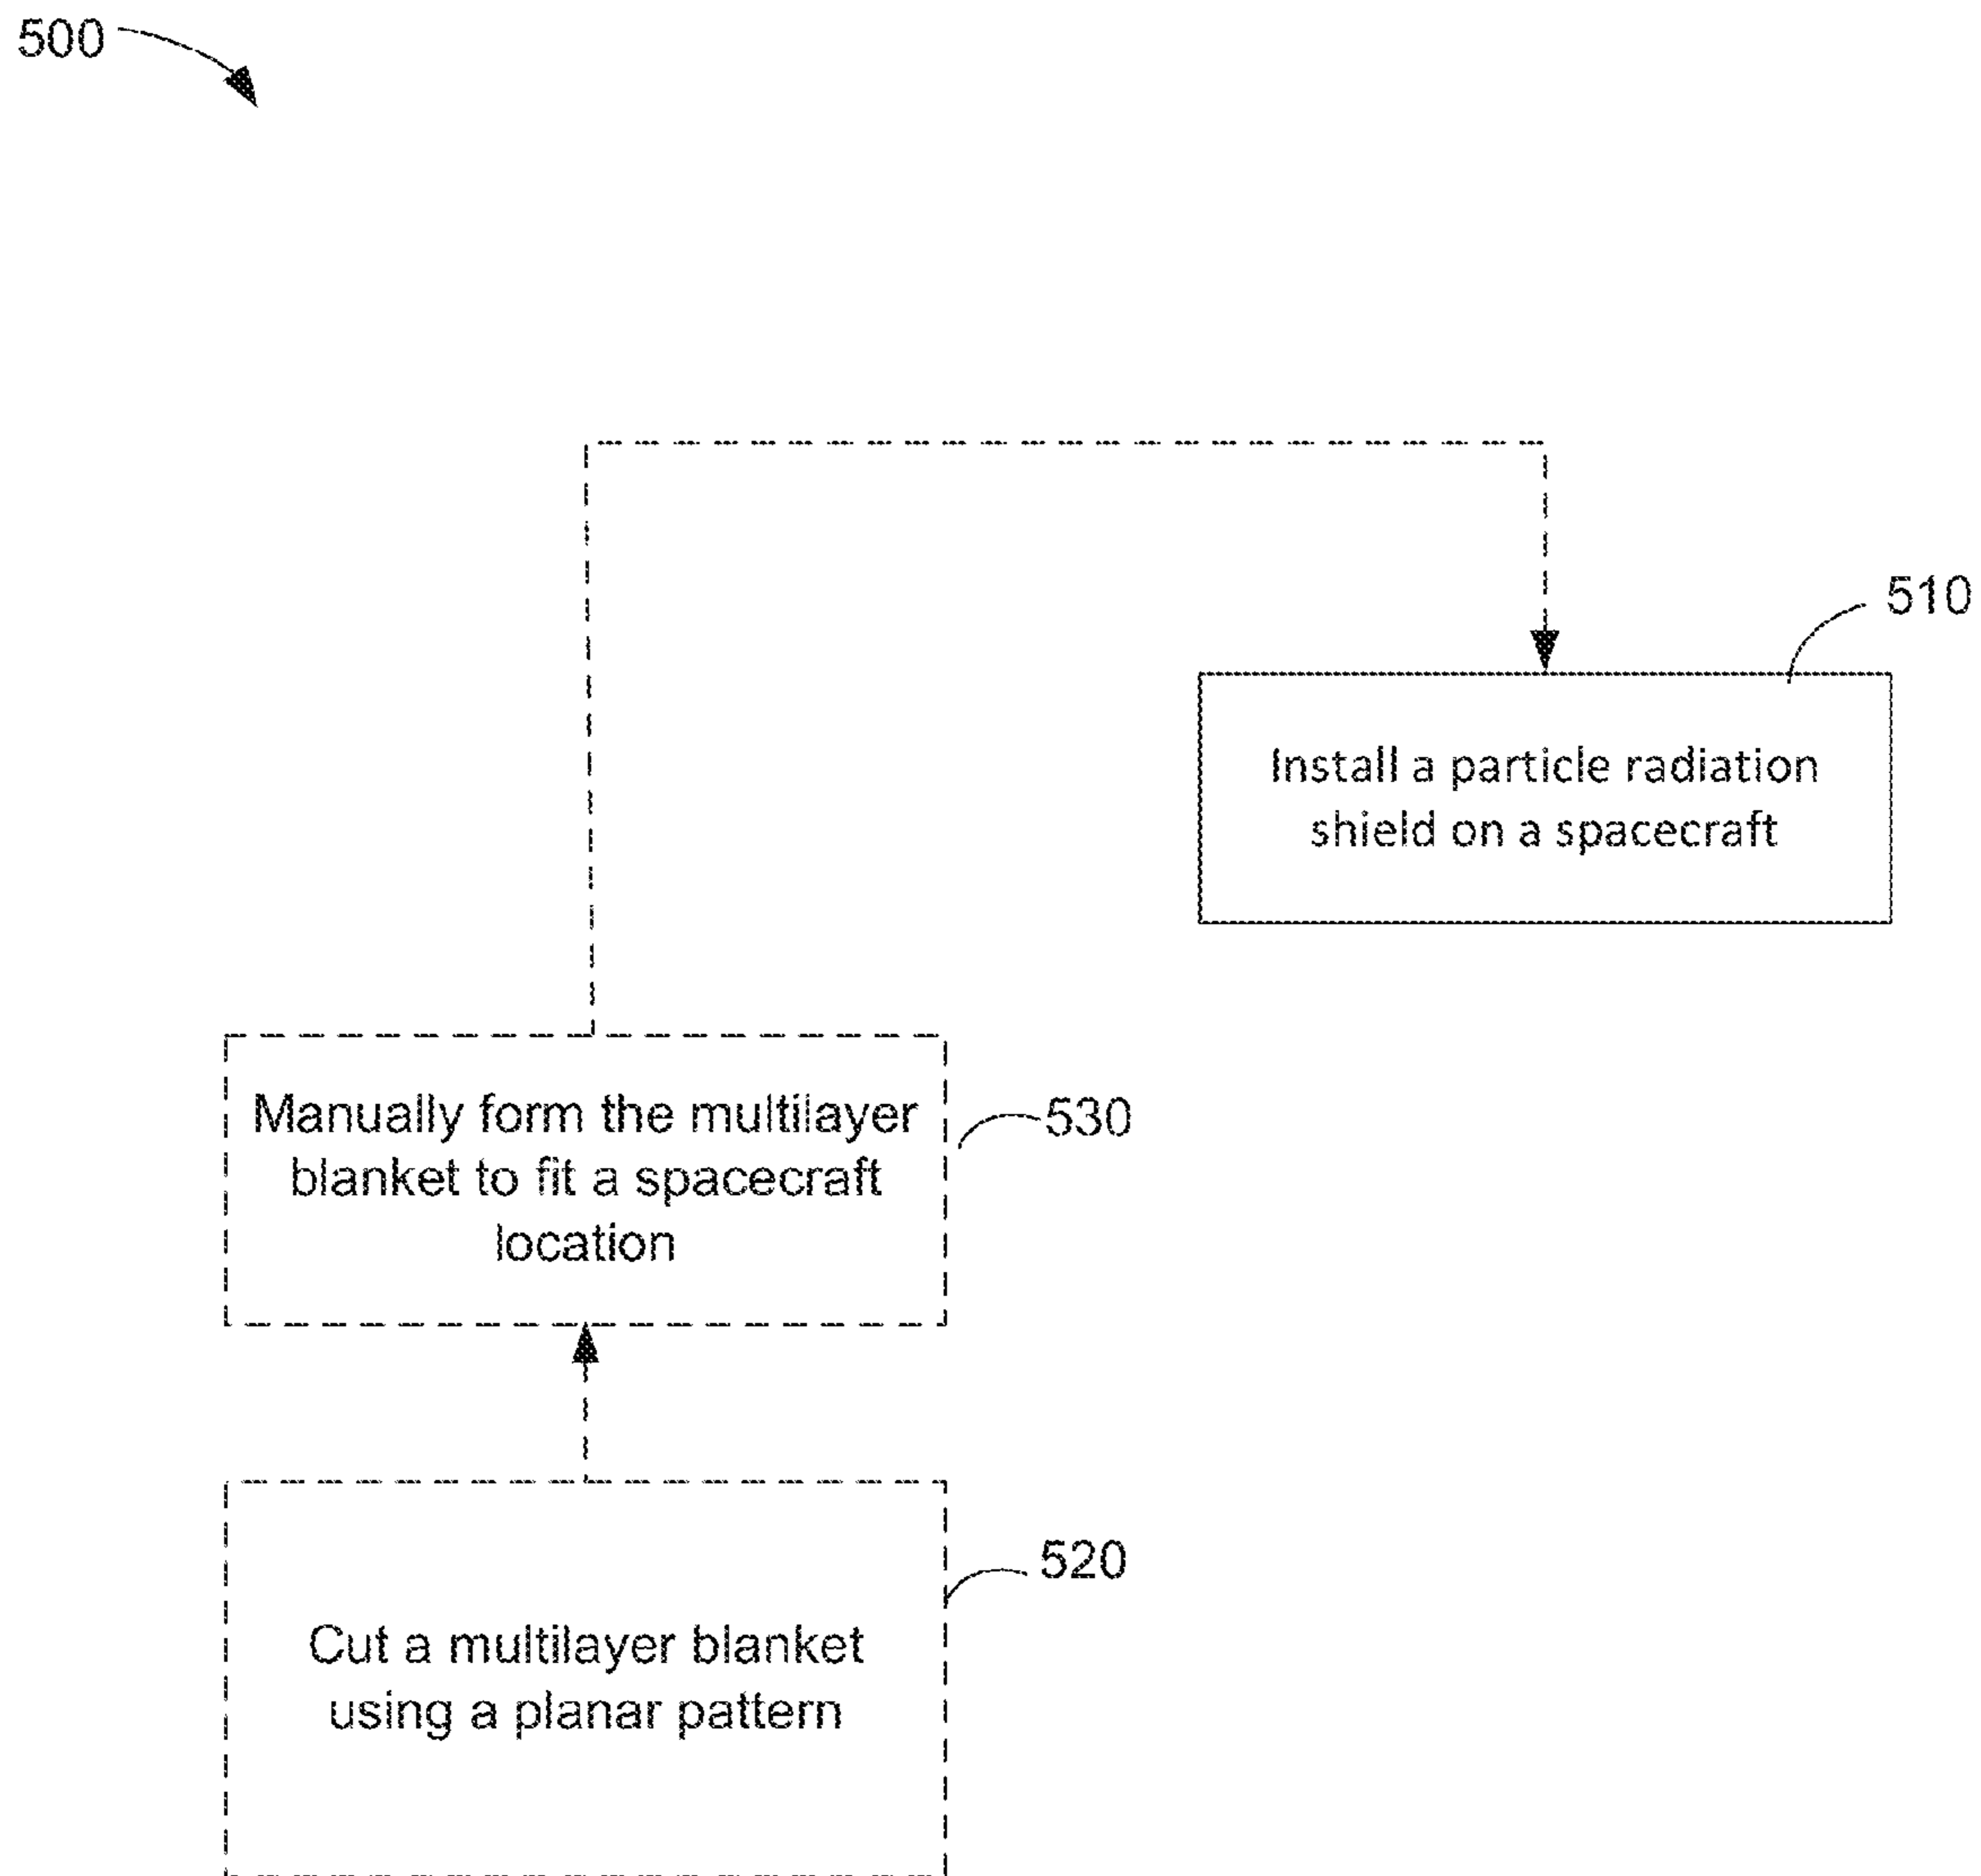 500
510
Install a particle radiation
shield on a spacecraft
Manually form the multilayer
blanket to fit a spacecraft
location
530
520
Cut a multilayer blanket
using a planar pattern